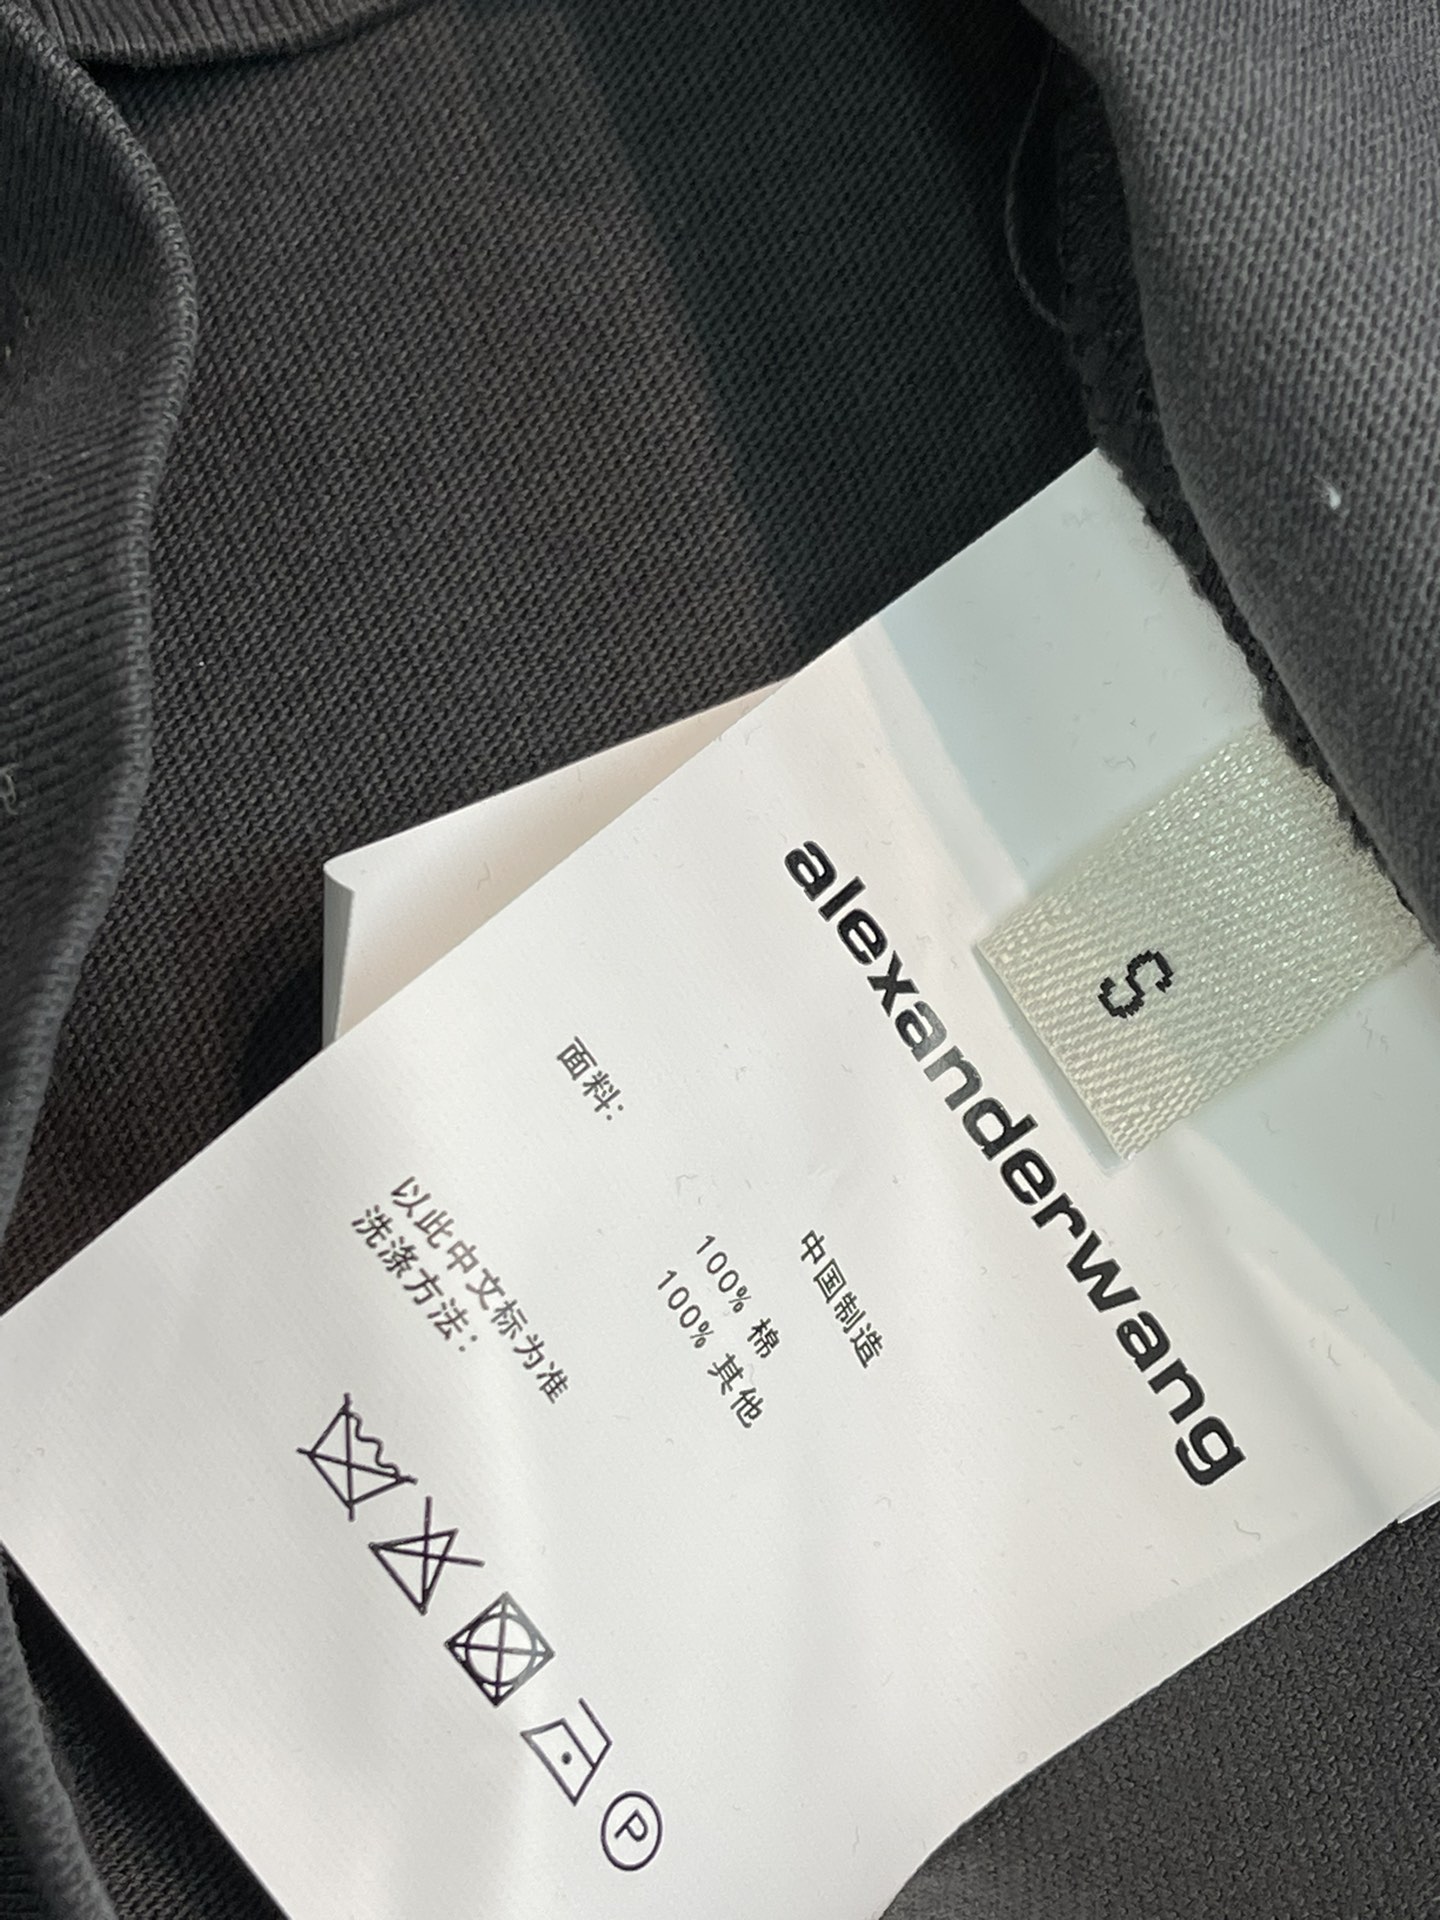 S
alexanderwang
中国制造
面料:
100% 棉
100% 其他
以此中文标为准
洗涤方法:
P